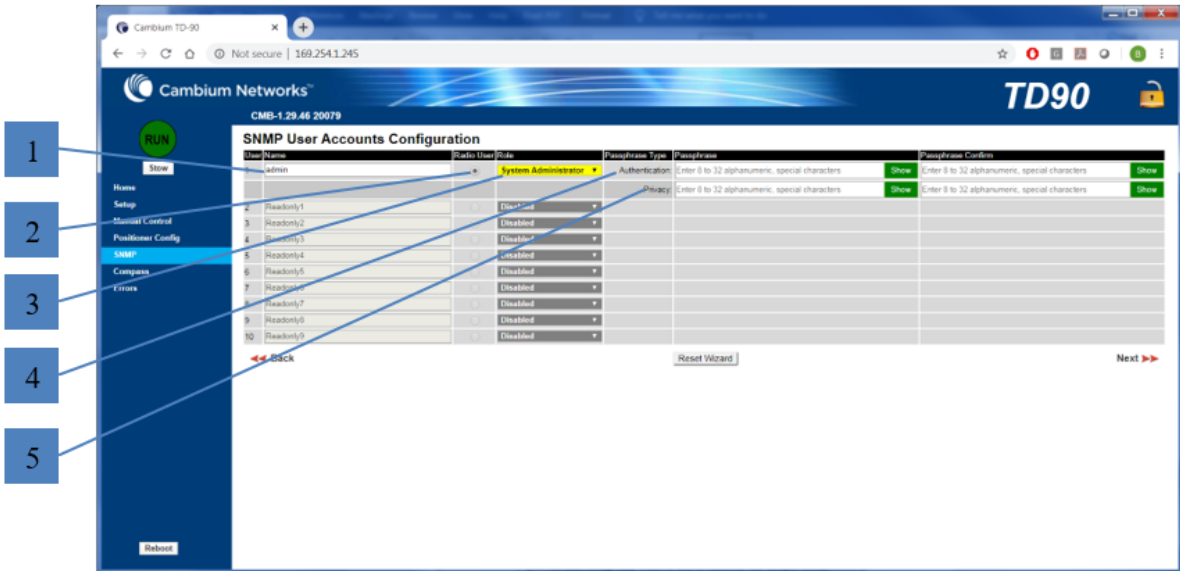 Cambium TD-90
Not secure | 169.254.1.245
Cambium Networks™
TD90
CMB-1.29.46 20079
RUN
Stow
Home
Setup
Manual Control
Positioner Config
SNMP
Compass
Errors
Reboot
1
2
3
4
5
SNMP User Accounts Configuration
User Name Radio User Role Passphrase Type Passphrase Passphrase Confirm
admin System Administrator Authentication: Enter 8 to 32 alphanumeric, special characters Show Enter 8 to 32 alphanumeric, special characters Show
Privacy: Enter 8 to 32 alphanumeric, special characters Show Enter 8 to 32 alphanumeric, special characters Show
2 Readonly1 Disabled
3 Readonly2 Disabled
4 Readonly3 Disabled
5 Readonly4 Disabled
6 Readonly5 Disabled
7 Readonly6 Disabled
8 Readonly7 Disabled
9 Readonly8 Disabled
10 Readonly9 Disabled
Back
Reset Wizard
Next